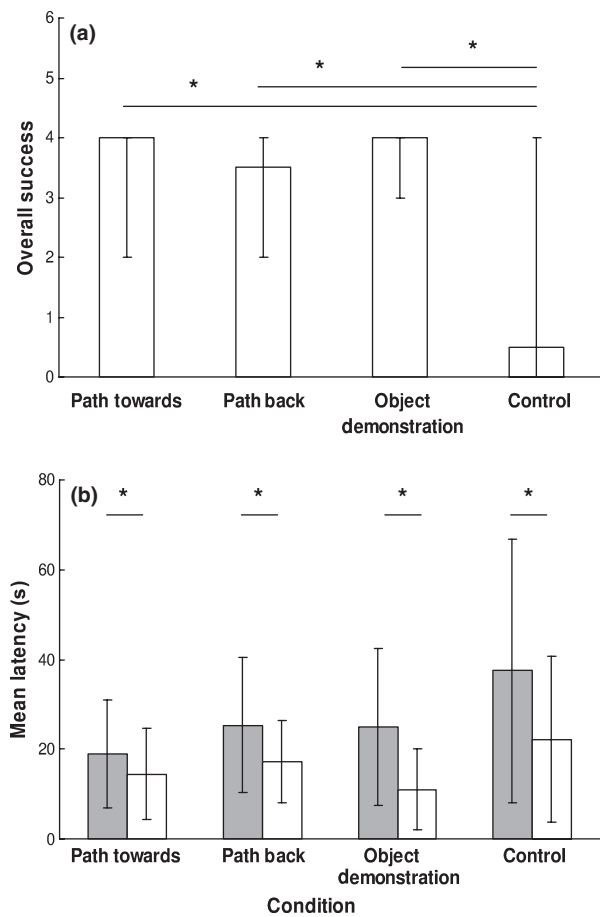 (a)
Overall success
6
5
4
3
2
1
0
*
*
*
Path towards
Path back
Object
demonstration
Control
(b)
Mean latency (s)
80
60
40
20
0
*
*
*
*
Path towards
Path back
Object
demonstration
Control
Condition